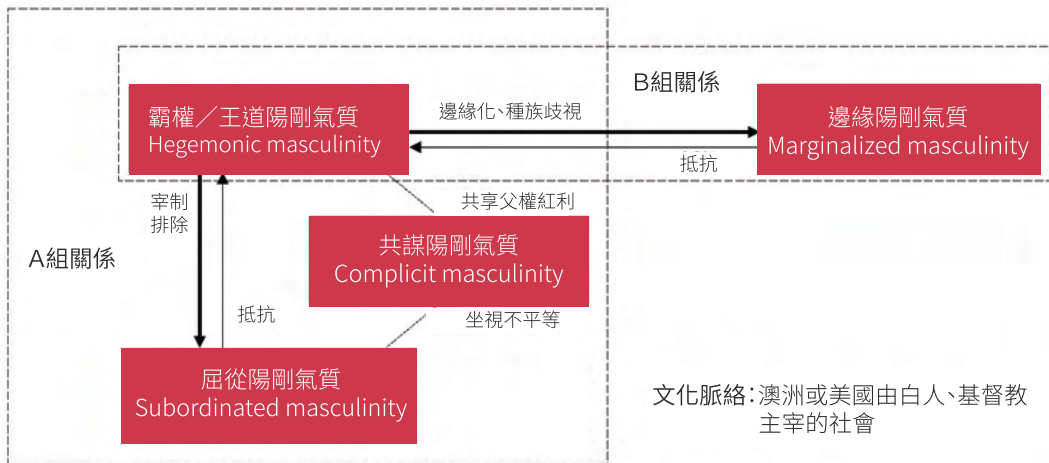 B組關係
霸權／王道陽剛氣質
Hegemonic masculinity
邊緣化、種族歧視
抵抗
邊緣陽剛氣質
Marginalized masculinity
宰制
排除
共享父權紅利
A組關係
共謀陽剛氣質
Complicit masculinity
抵抗
坐視不平等
屈從陽剛氣質
Subordinated masculinity
文化脈絡：澳洲或美國由白人、基督教
主宰的社會